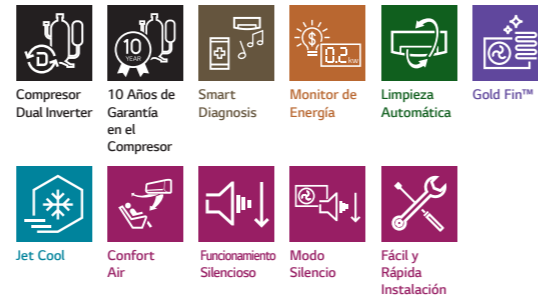 10
YEAR
$
0.2 kw
Compresor
Dual Inverter
10 Años de
Garantía
en el
Compresor
Smart
Diagnosis
Monitor de
Energía
Limpieza
Automática
Gold Fin™
Jet Cool
Confort
Air
Funcionamiento
Silencioso
Modo
Silencio
Fácil y
Rápida
Instalación